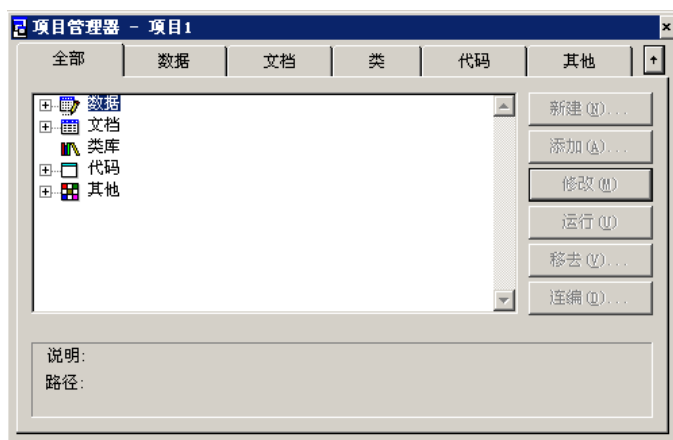 项目管理器 - 项目1
全部 数据 文档 类 代码 其他
数据
文档
类库
代码
其他
新建(N)...
添加(A)...
修改(M)
运行(U)
移去(V)...
连编(D)...
说明:
路径: